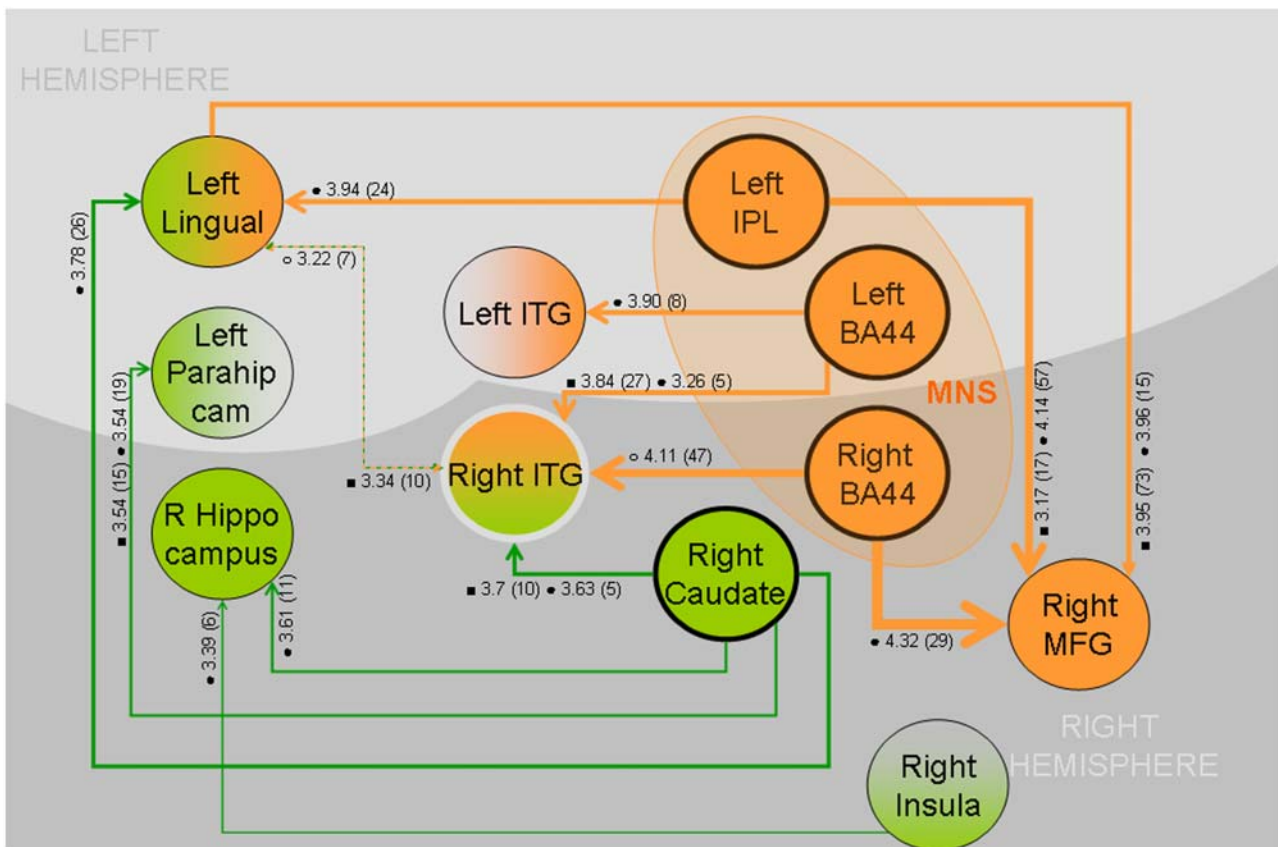 LEFT
HEMISPHERE
Left
Lingual
Left
IPL
● 3.94 (24)
● 3.78 (26)
○ 3.22 (7)
Left ITG
● 3.90 (8)
Left
BA44
Left
Parahip
cam
■ 3.84 (27) ● 3.26 (5)
MNS
■ 3.54 (15) ● 3.54 (19)
■ 3.17 (17) ● 4.14 (57)
■ 3.95 (73) ● 3.96 (15)
Right ITG
■ 3.34 (10)
○ 4.11 (47)
Right
BA44
R Hippo
campus
Right
Caudate
■ 3.7 (10) ● 3.63 (5)
● 3.39 (6)
● 3.61 (11)
● 4.32 (29)
Right
MFG
RIGHT
HEMISPHERE
Right
Insula